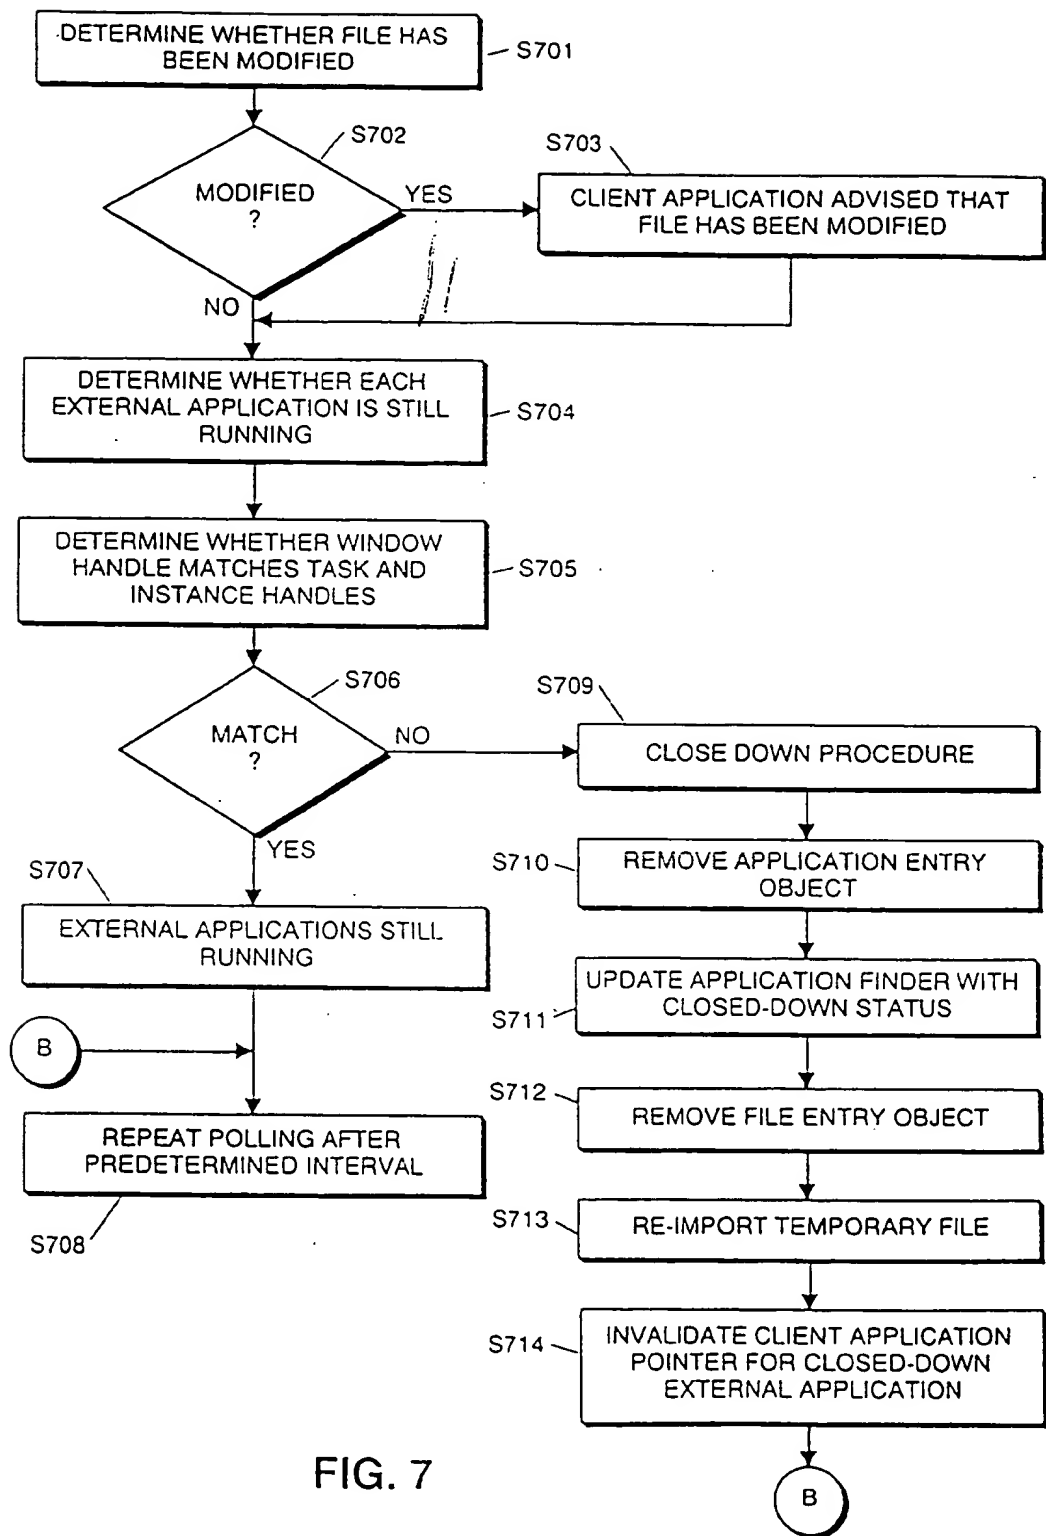 DETERMINE WHETHER FILE HAS
BEEN MODIFIED
S701
S702
MODIFIED
?
YES
NO
S703
CLIENT APPLICATION ADVISED THAT
FILE HAS BEEN MODIFIED
DETERMINE WHETHER EACH
EXTERNAL APPLICATION IS STILL
RUNNING
S704
DETERMINE WHETHER WINDOW
HANDLE MATCHES TASK AND
INSTANCE HANDLES
S705
S706
MATCH
?
NO
YES
S707
EXTERNAL APPLICATIONS STILL
RUNNING
B
REPEAT POLLING AFTER
PREDETERMINED INTERVAL
S708
S709
CLOSE DOWN PROCEDURE
S710
REMOVE APPLICATION ENTRY
OBJECT
UPDATE APPLICATION FINDER WITH
CLOSED-DOWN STATUS
S711
S712
REMOVE FILE ENTRY OBJECT
S713
RE-IMPORT TEMPORARY FILE
S714
INVALIDATE CLIENT APPLICATION
POINTER FOR CLOSED-DOWN
EXTERNAL APPLICATION
B
FIG. 7